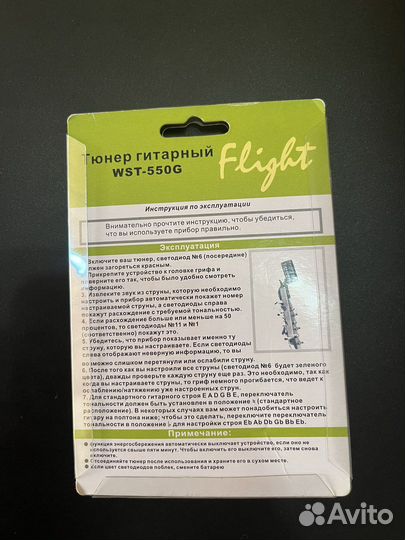 Тюнер гитарный
WST-550G
Flight
Инструкция по эксплуатации
Внимательно прочтите инструкцию, чтобы убедиться,
что вы используете прибор правильно.
Эксплуатация
Включите ваш тюнер, светодиод №6 (посередине)
лжен загореться красным.
Прикрепите устройство к головке грифа и
верните его так, чтобы было удобно смотреть
информацию.
3. Извлеките звук из струны, которую необходимо
настроить и прибор автоматически покажет номер
настраиваемой струны, а светодиоды справа
покажут расхождение с требуемой тональностью.
4. Если расхождение больше или меньше на 50
процентов, то светодиоды №11 и №1
(соответственно) покажут это.
5. Убедитесь, что прибор показывает именно ту
струну, которую вы настраиваете. Если светодиоды
слева отображают неверную информацию, то вы
возможно слишком перетянули или ослабили струну.
6. После того как вы настроили все струны (светодиод №6 будет зеленого
цвета), дважды проверьте каждую струну еще раз. Это необходимо, так как
когда вы настраиваете струны, то гриф немного прогибается, что ведет к
ослаблению/натяжению уже настроенных струн.
7. Для стандартного гитарного строя E A D G B E, переключатель
тональности должен быть установлен в положение ♮ (стандартное
расположение). В некоторых случаях вам может понадобиться настроить
гитару на полтона ниже; чтобы это сделать, переключите переключатель
тональности в положение ♭ для настройки строя Eb Ab Db Gb Bb Eb.
Примечание:
функция энергосбережения автоматически выключает устройство, если оно не
используется свыше пяти минут. Чтобы включить его выключите его, затем снова
включите.
Отсоединяйте тюнер после использования и храните его в сухом месте.
Если цвет светодиодов поблек, смените батарею
Avito